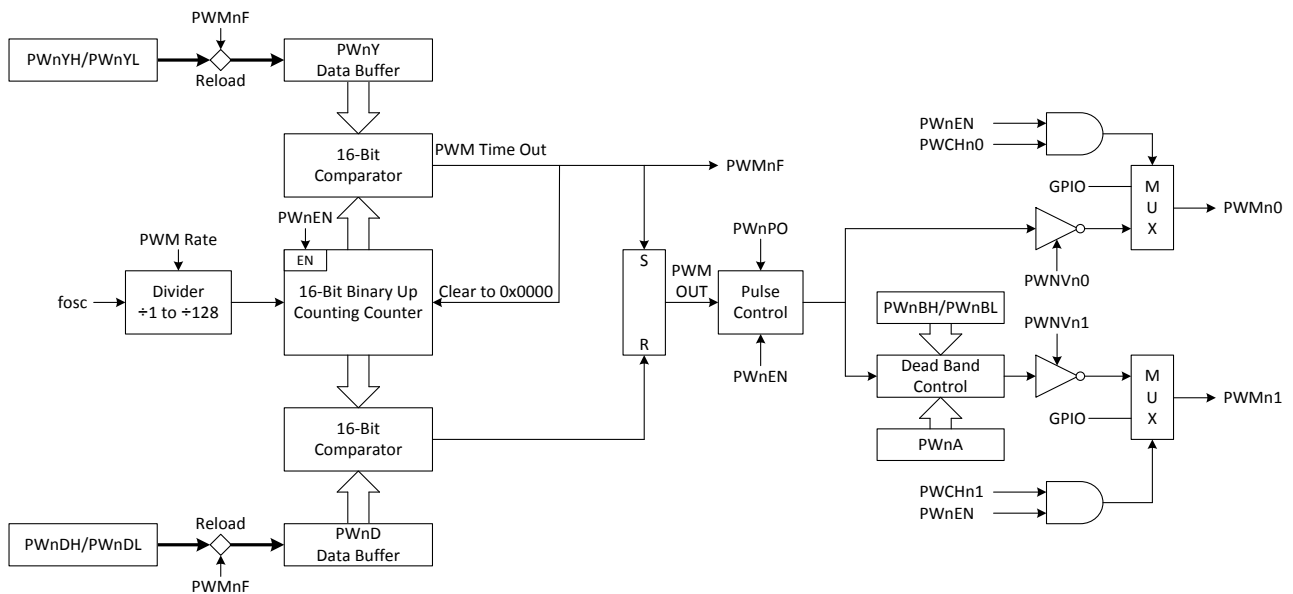 PWMnF
PWnYH/PWnYL
Reload
PWnY
Data Buffer
16-Bit
Comparator
PWM Time Out
PWMnF
PWnEN
EN
PWM Rate
fosc
Divider
÷1 to ÷128
16-Bit Binary Up
Counting Counter
Clear to 0x0000
S
R
PWM
OUT
PWnPO
Pulse
Control
PWnEN
16-Bit
Comparator
PWnDH/PWnDL
Reload
PWMnF
PWnD
Data Buffer
PWnEN
PWCHn0
GPIO
M
U
X
PWMn0
PWNVn0
PWnBH/PWnBL
Dead Band
Control
PWnA
PWNVn1
GPIO
M
U
X
PWMn1
PWCHn1
PWnEN